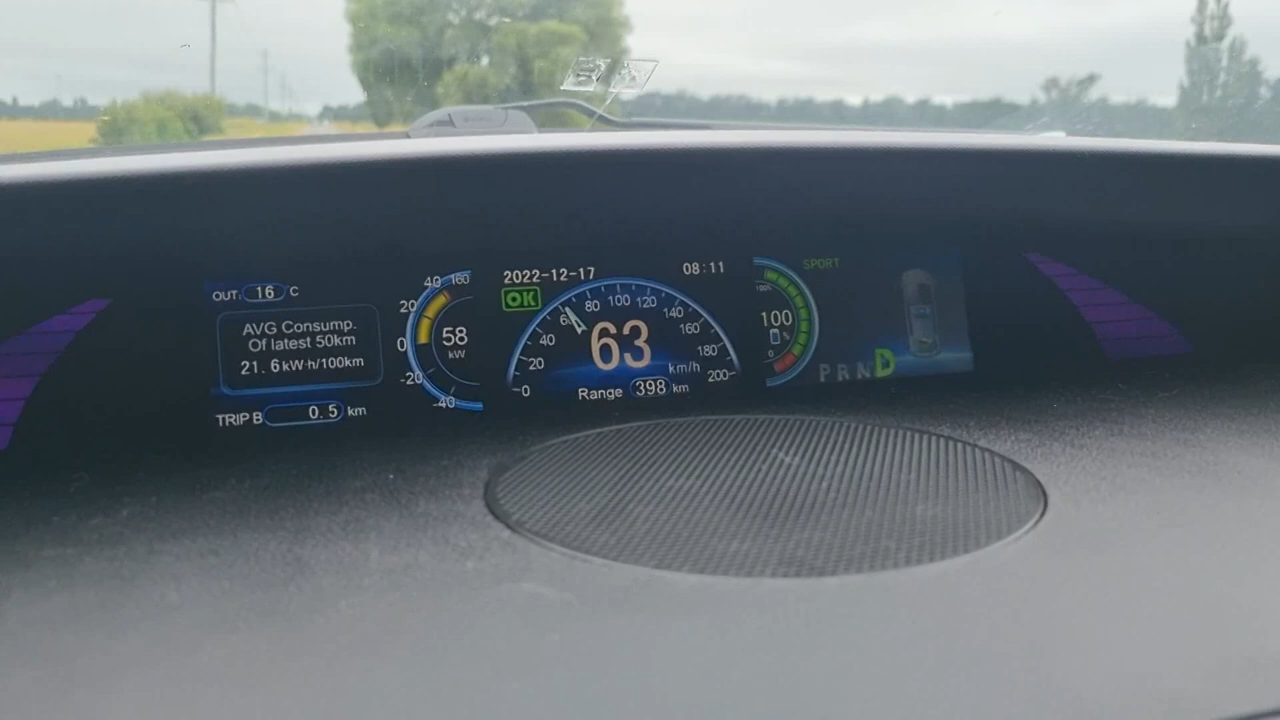 OUT: 16 C
AVG Consump.
Of latest 50km
21.6 kW·h/100km
TRIP B 0.5 km
40 160
20
0
-20
-40
58
kW
2022-12-17 08:11
OK
0 20 40 60 80 100 120 140 160 180 200
63
km/h
Range 398 km
SPORT
100%
100
%
0
P R N D